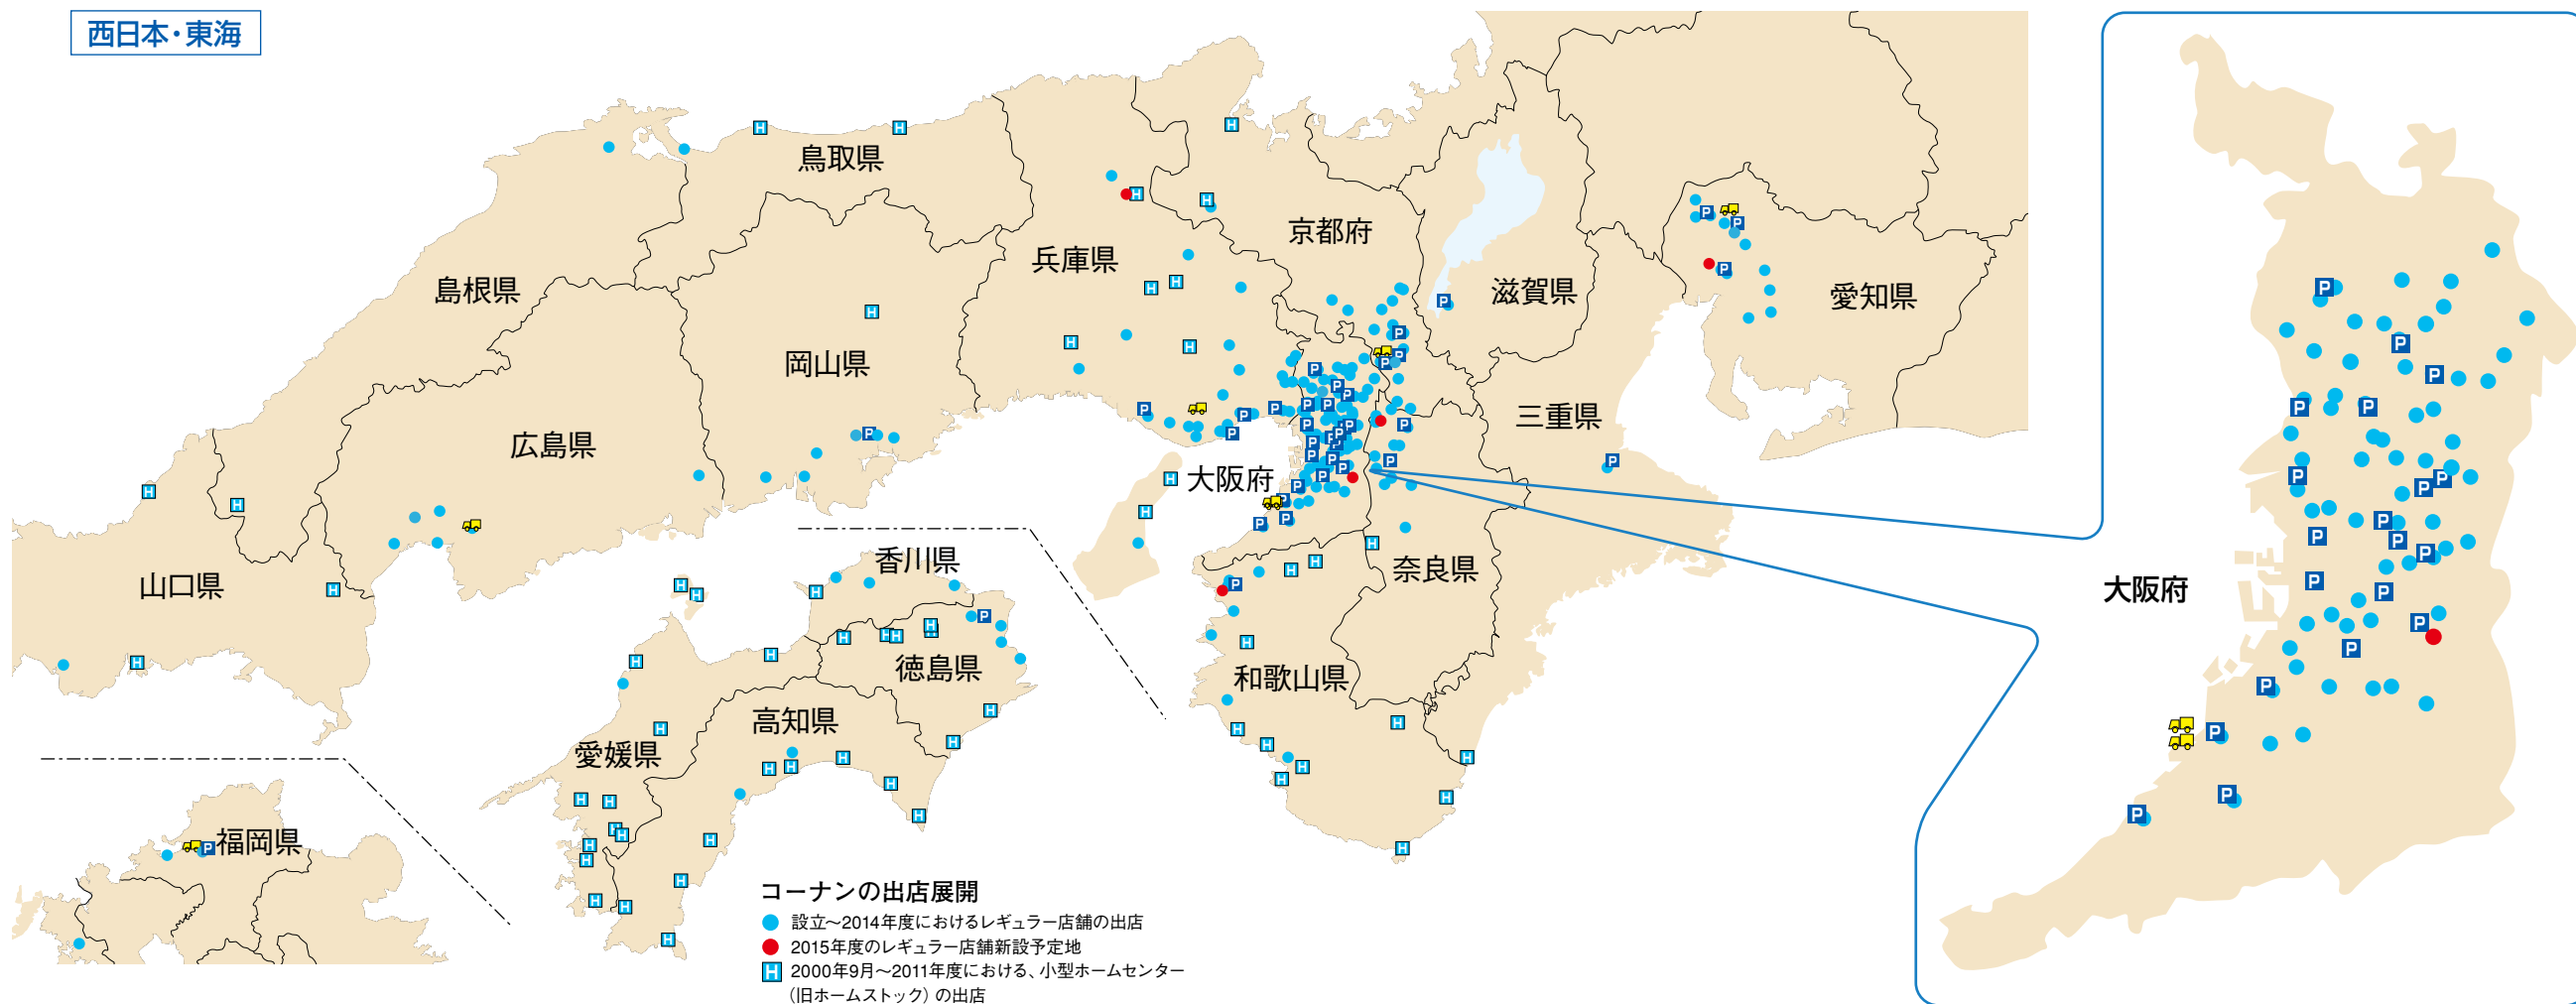 西日本・東海
鳥取県
島根県
兵庫県
京都府
滋賀県
愛知県
岡山県
広島県
三重県
大阪府
山口県
香川県
奈良県
徳島県
和歌山県
高知県
愛媛県
福岡県
大阪府
コーナンの出店展開
設立〜2014年度におけるレギュラー店舗の出店
2015年度のレギュラー店舗新設予定地
H 2000年9月〜2011年度における、小型ホームセンター
（旧ホームストック）の出店